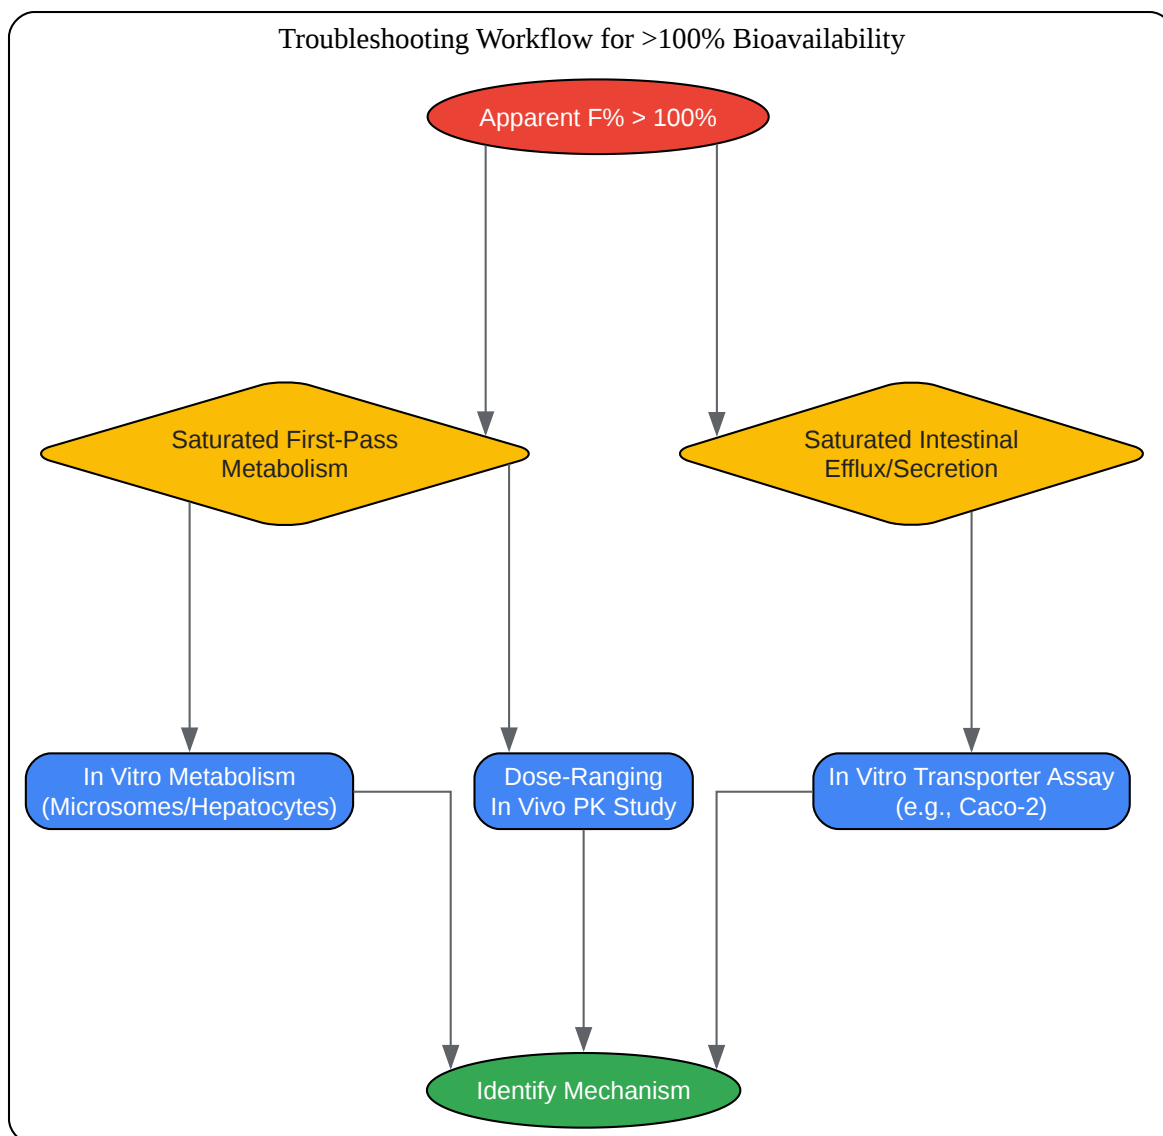 Troubleshooting Workflow for >100% Bioavailability
Apparent F% > 100%
Saturated First-Pass
Metabolism
Saturated Intestinal
Efflux/Secretion
In Vitro Metabolism
(Microsomes/Hepatocytes)
Dose-Ranging
In Vivo PK Study
In Vitro Transporter Assay
(e.g., Caco-2)
Identify Mechanism